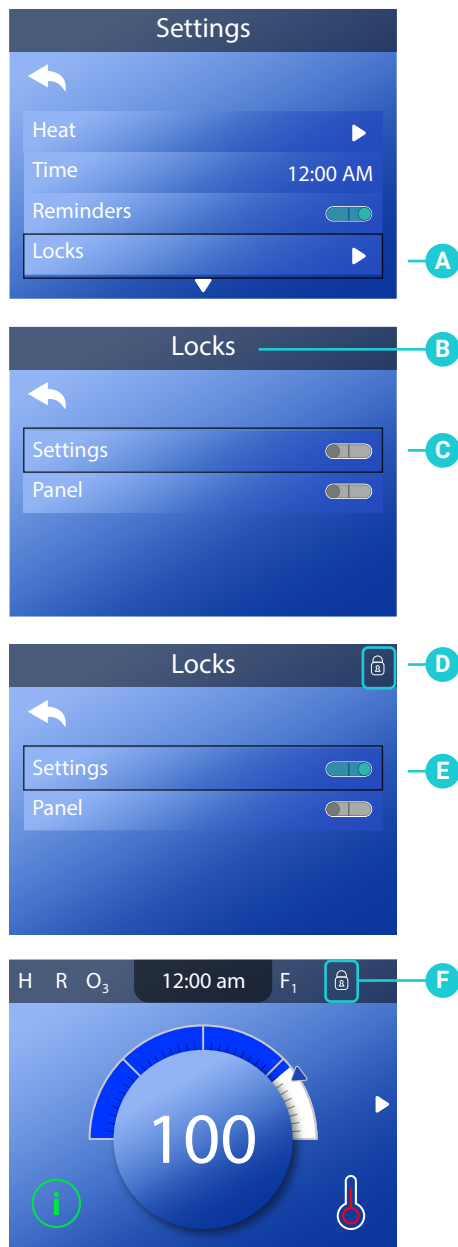 Settings
Heat
Time 12:00 AM
Reminders
Locks
A
Locks
B
Settings
C
Panel
Locks
D
Settings
E
Panel
H R O₃ 12:00 am F₁
F
100
i